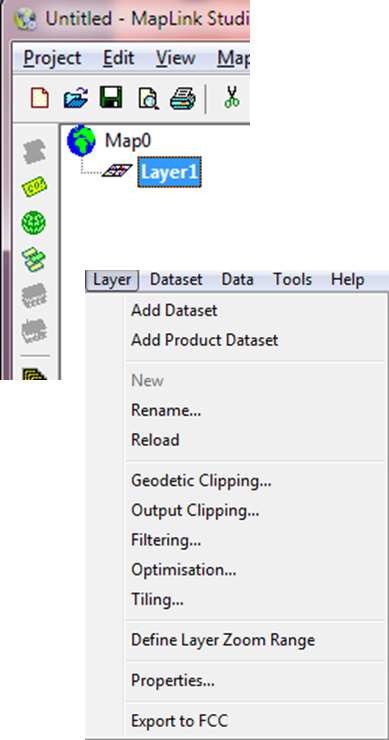 Untitled - MapLink Studi
Project Edit View Map
Map0
Layer1
Layer Dataset Data Tools Help
Add Dataset
Add Product Dataset
New
Rename...
Reload
Geodetic Clipping...
Output Clipping...
Filtering...
Optimisation...
Tiling...
Define Layer Zoom Range
Properties...
Export to FCC